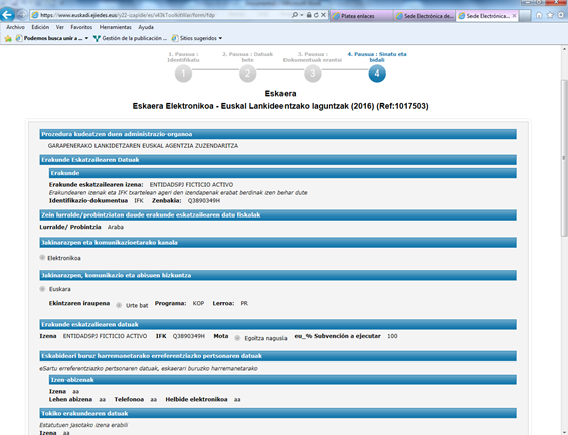 https://www.euskadi.ejiedes.eus/y22-izapide/es/x43kToolkitWar/form/fdp
Platea enlaces
Sede Electrónica de...
Sede Electrónica...
Archivo Edición Ver Favoritos Herramientas Ayuda
Podemos busca unir a ...
Gestión de la publicación ...
Sitios sugeridos
1. Pausua : Identifikatu
2. Pausua : Datuak bete
3. Pausua : Dokumentuak erantsi
4. Pausua : Sinatu eta bidali
1 2 3 4
Eskaera
Eskaera Elektronikoa - Euskal Lankideentzako laguntzak (2016) (Ref:1017503)
Prozedura kudeatzen duen administrazio-organoa
GARAPENERAKO LANKIDETZAREN EUSKAL AGENTZIA ZUZENDARITZA
Erakunde Eskatzailearen Datuak
Erakunde
Erakunde eskatzailearen izena: ENTIDADSPJ FICTICIO ACTIVO
Erakundearen izenak eta IFK txartelean ageri den izendapenak erabat berdinak izen behar dute
Identifikazio-dokumentua IFK Zenbakia: Q3890349H
Zein lurralde/probintziatan daude erakunde eskatzailearen datu fiskalak
Lurralde/ Probintzia Araba
Jakinarazpen eta komunikazioetarako kanala
Elektronikoa
Jakinarazpen, komunikazio eta abisuen hizkuntza
Euskara
Ekintzaren iraupena Urte bat Programa: KOP Lerroa: PR
Erakunde eskatzailearen datuak
Izena ENTIDADSPJ FICTICIO ACTIVO IFK Q3890349H Mota Egoitza nagusia eu_% Subvención a ejecutar 100
Eskabideari buruz harremanetarako erreferentziazko pertsonaren datuak
eSartu erreferentziazko pertsonaren datuak, eskaerari buruzko harremanetarako
Izen-abizenak
Izena aa
Lehen abizena aa Telefonoa aa Helbide elektronikoa aa
Tokiko erakundearen datuak
Estatutuen jasotako izena erabili
Izena aa